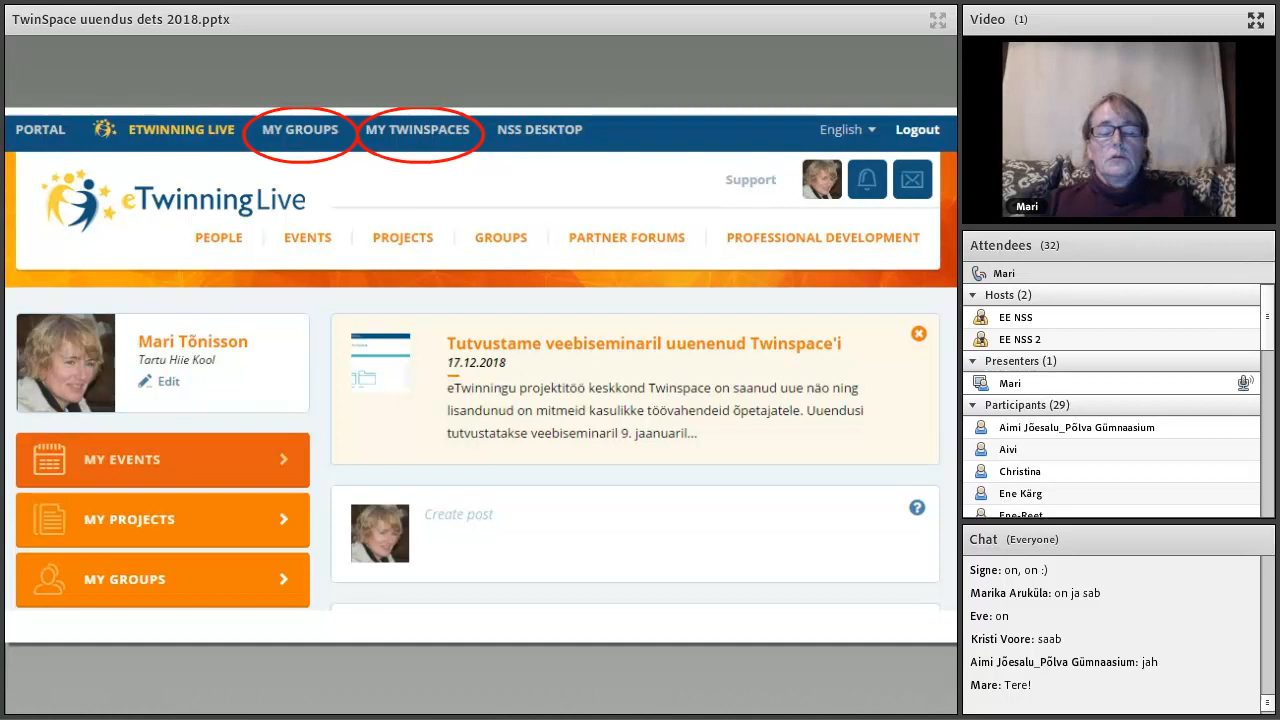 TwinSpace uuendus dets 2018.pptx
PORTAL ETWINNING LIVE MY GROUPS MY TWINSPACES NSS DESKTOP English Logout
eTwinningLive
Support
PEOPLE EVENTS PROJECTS GROUPS PARTNER FORUMS PROFESSIONAL DEVELOPMENT
Mari Tõnisson
Tartu Hiie Kool
Edit
MY EVENTS
MY PROJECTS
MY GROUPS
Tutvustame veebiseminaril uuenenud Twinspace'i
17.12.2018
eTwinningu projektitöö keskkond Twinspace on saanud uue näo ning
lisandunud on mitmeid kasulikke töövahendeid õpetajatele. Uuendusi
tutvustatakse veebiseminaril 9. jaanuaril...
Create post
Video (1)
Mari
Attendees (32)
Mari
Hosts (2)
EE NSS
EE NSS 2
Presenters (1)
Mari
Participants (29)
Aimi Jõesalu_Põlva Gümnaasium
Aivi
Christina
Ene Kärg
Ene-Reet
Chat (Everyone)
Signe: on, on :)
Marika Aruküla: on ja sab
Eve: on
Kristi Voore: saab
Aimi Jõesalu_Põlva Gümnaasium: jah
Mare: Tere!